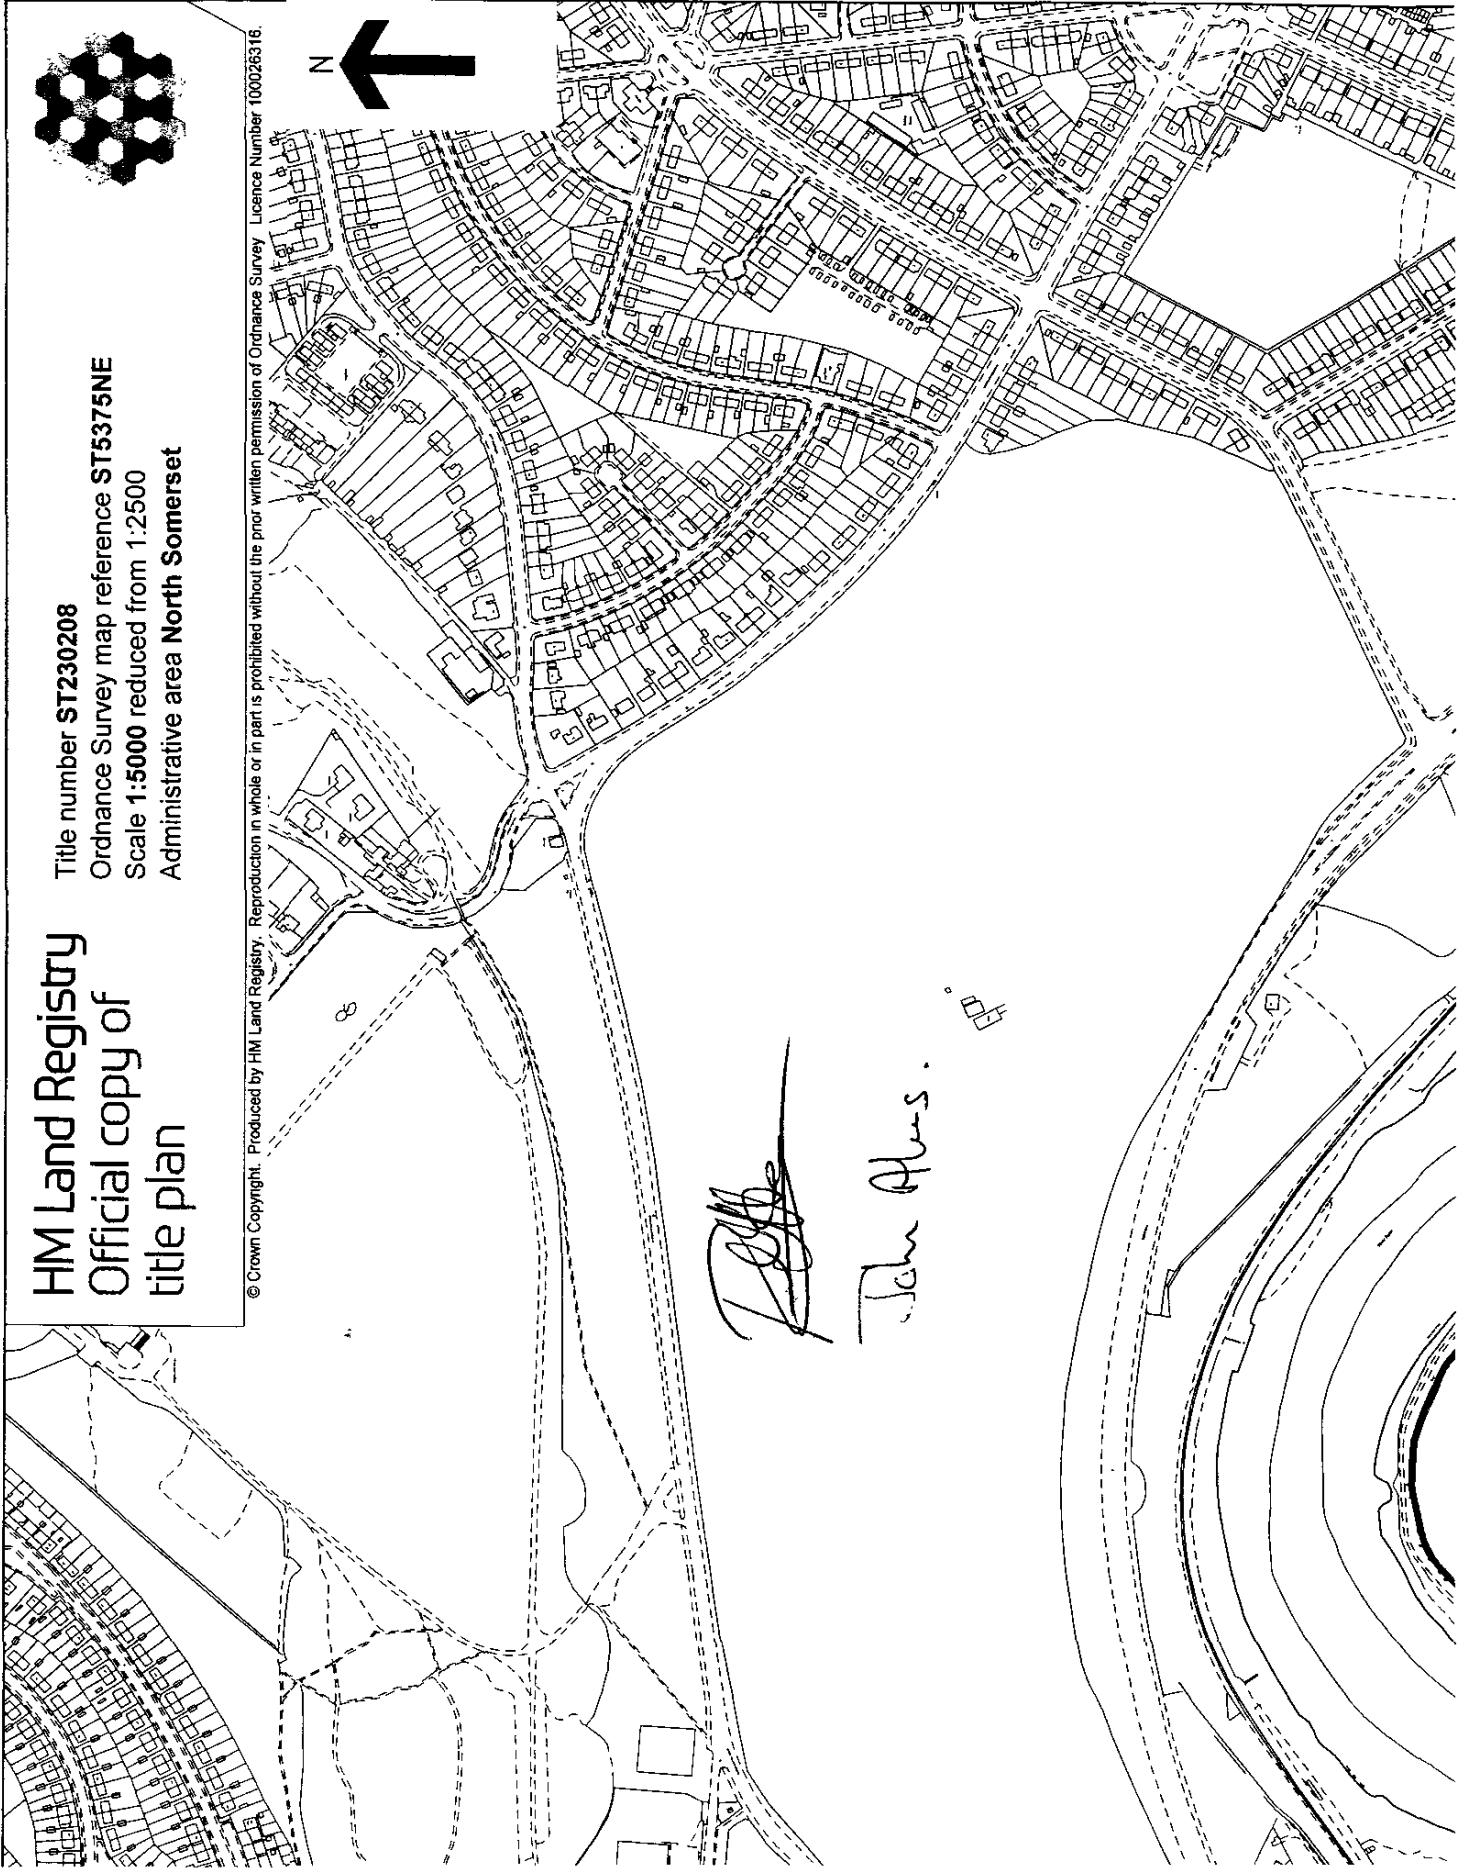 HM Land Registry
Official copy of
title plan
Title number ST230208
Ordnance Survey map reference ST5375NE
Scale 1:5000 reduced from 1:2500
Administrative area North Somerset
© Crown Copyright. Produced by HM Land Registry. Reproduction in whole or in part is prohibited without the prior written permission of Ordnance Survey Licence Number 100026316.
N
John